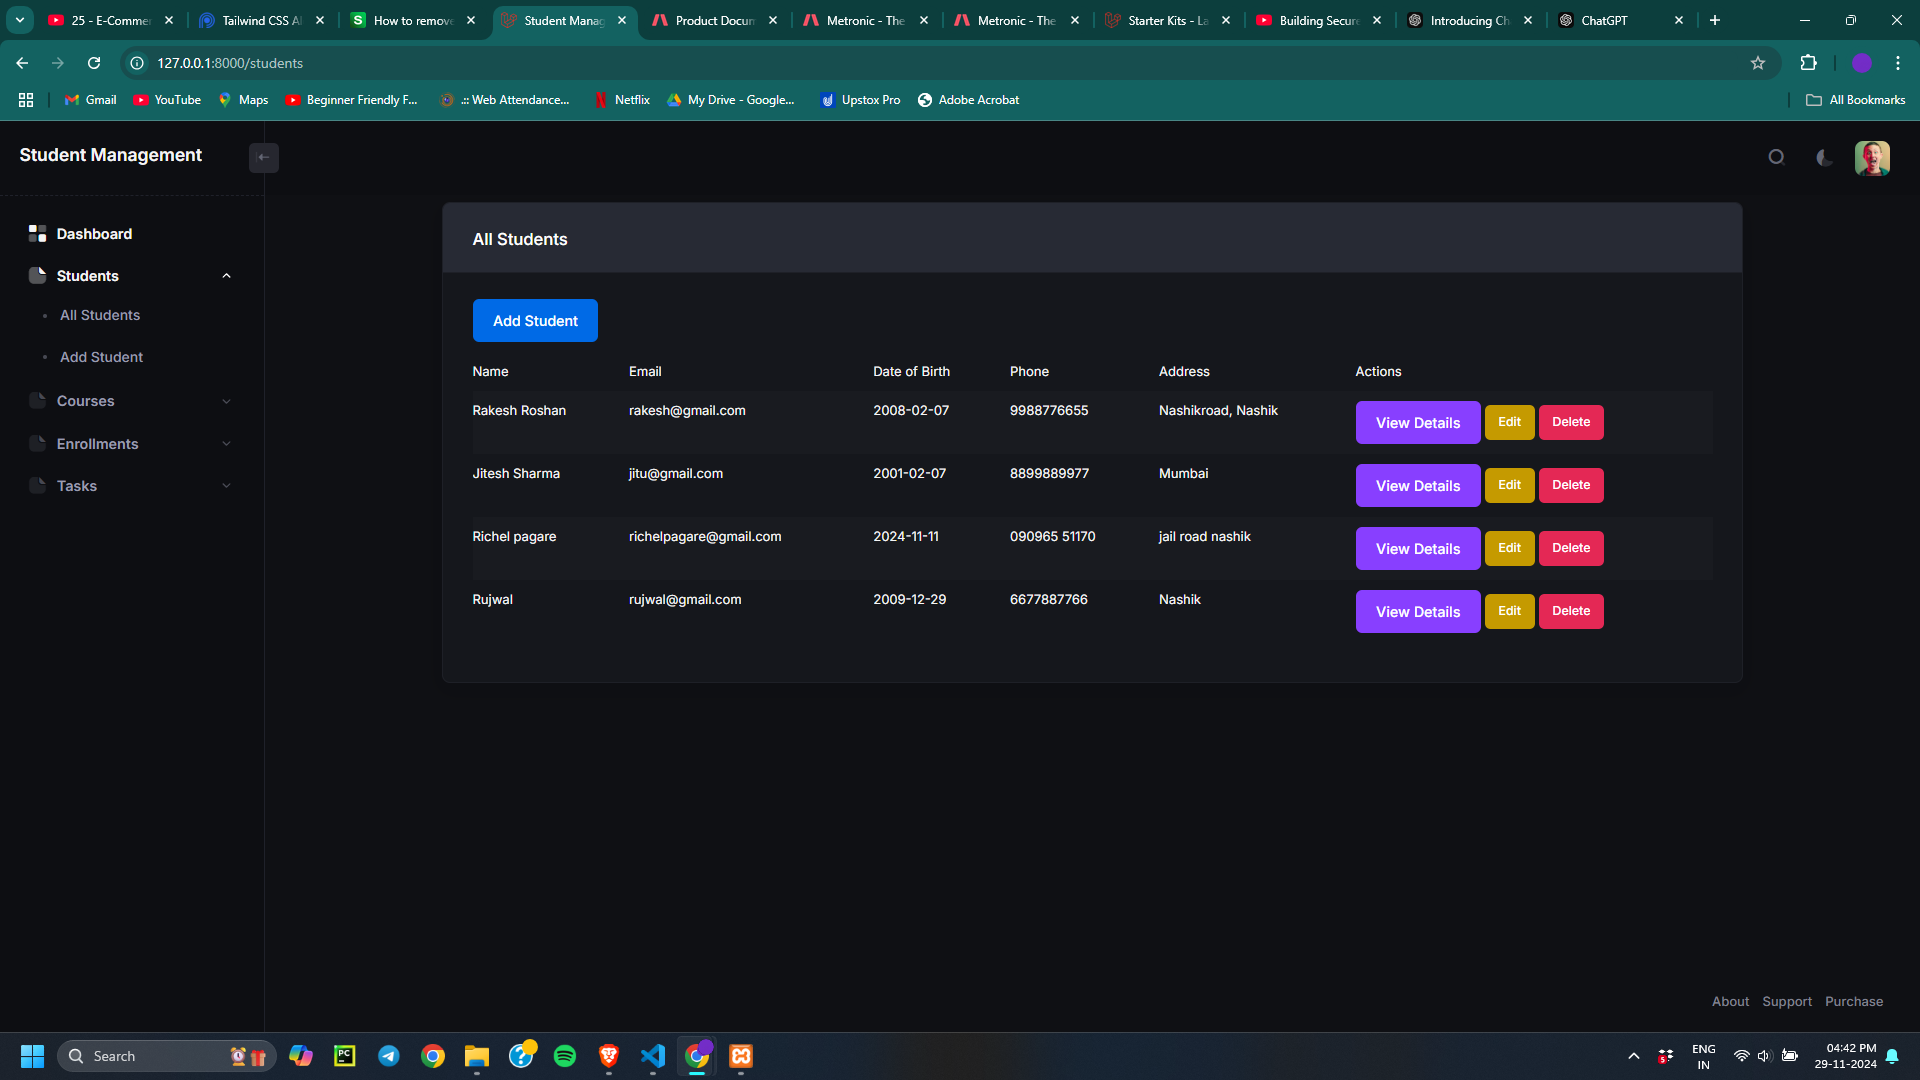 25 - E-Commer
Tailwind CSS Al
How to remove
Student Manag
Product Docum
Metronic - The
Metronic - The
Starter Kits - La
Building Secure
Introducing Ch
ChatGPT
127.0.0.1:8000/students
Gmail
YouTube
Maps
Beginner Friendly F...
.:: Web Attendance...
Netflix
My Drive - Google...
Upstox Pro
Adobe Acrobat
All Bookmarks
Student Management
Dashboard
Students
All Students
Add Student
Courses
Enrollments
Tasks
All Students
Add Student
Name Email Date of Birth Phone Address Actions
Rakesh Roshan rakesh@gmail.com 2008-02-07 9988776655 Nashikroad, Nashik View Details Edit Delete
Jitesh Sharma jitu@gmail.com 2001-02-07 8899889977 Mumbai View Details Edit Delete
Richel pagare richelpagare@gmail.com 2024-11-11 090965 51170 jail road nashik View Details Edit Delete
Rujwal rujwal@gmail.com 2009-12-29 6677887766 Nashik View Details Edit Delete
About Support Purchase
Search
PC
5
ENG
IN
04:42 PM
29-11-2024